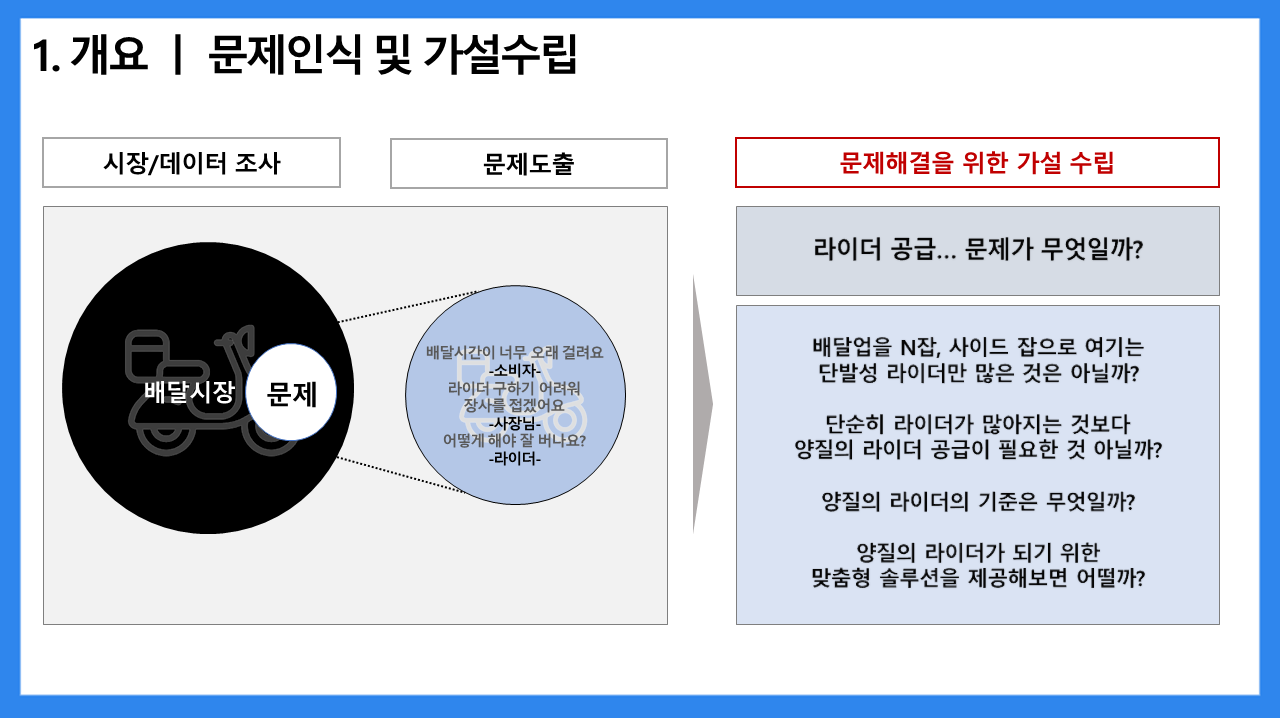 1. 개요 ㅣ 문제인식 및 가설수립
시장/데이터 조사
문제도출
문제해결을 위한 가설 수립
배달시장
문제
배달시간이 너무 오래 걸려요
-소비자-
라이더 구하기 어려워
장사를 접겠어요
-사장님-
어떻게 해야 잘 버나요?
-라이더-
라이더 공급... 문제가 무엇일까?
배달업을 N잡, 사이드 잡으로 여기는
단발성 라이더만 많은 것은 아닐까?
단순히 라이더가 많아지는 것보다
양질의 라이더 공급이 필요한 것 아닐까?
양질의 라이더의 기준은 무엇일까?
양질의 라이더가 되기 위한
맞춤형 솔루션을 제공해보면 어떨까?